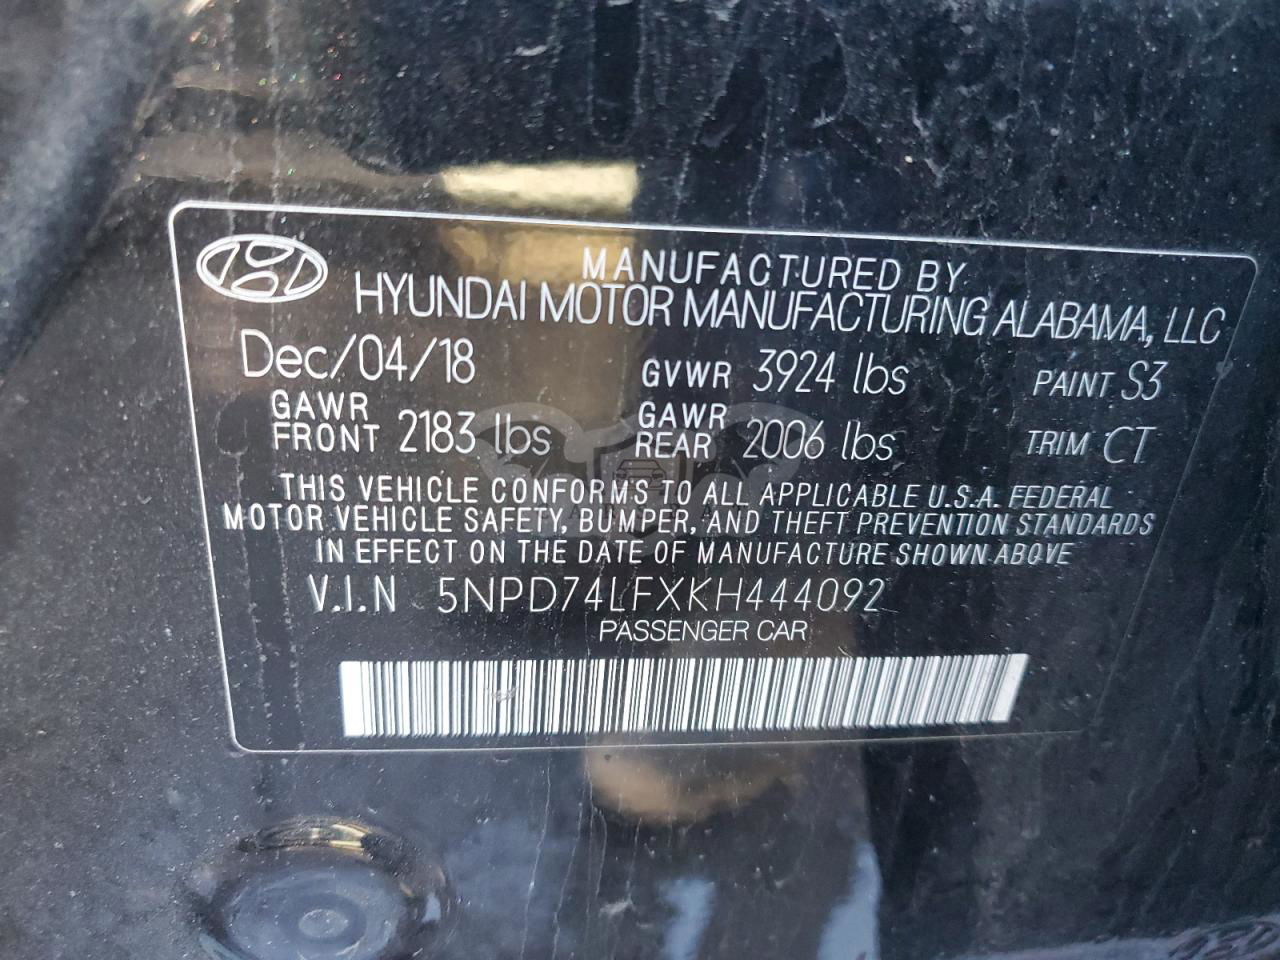 MANUFACTURED BY
HYUNDAI MOTOR MANUFACTURING ALABAMA, LLC
Dec/04/18 GVWR 3924 lbs PAINT S3
GAWR FRONT 2183 lbs GAWR REAR 2006 lbs TRIM CT
THIS VEHICLE CONFORMS TO ALL APPLICABLE U.S.A. FEDERAL
MOTOR VEHICLE SAFETY, BUMPER, AND THEFT PREVENTION STANDARDS
IN EFFECT ON THE DATE OF MANUFACTURE SHOWN ABOVE
V.I.N 5NPD74LFXKH444092
PASSENGER CAR